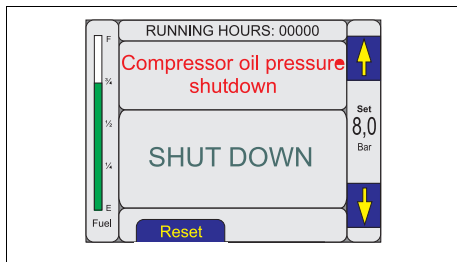 RUNNING HOURS: 00000
F
¾
½
¼
E
Fuel
Compressor oil pressure
shutdown
SHUT DOWN
Reset
Set
8,0
Bar